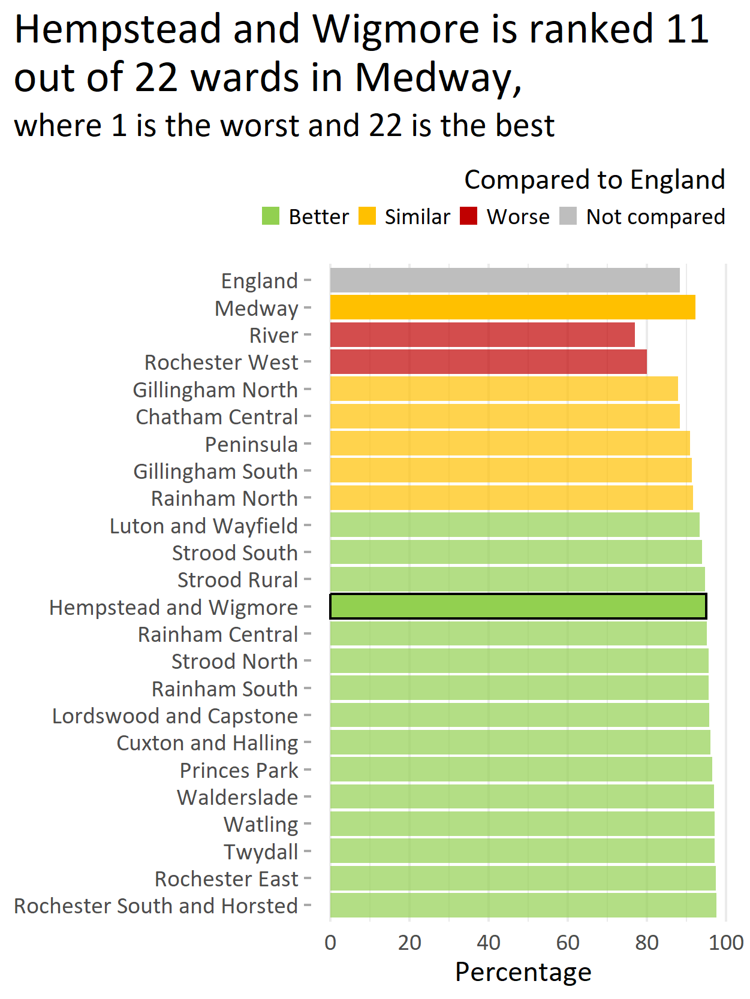 Hempstead and Wigmore is ranked 11
out of 22 wards in Medway,
where 1 is the worst and 22 is the best
Compared to England
Better Similar Worse Not compared
England
Medway
River
Rochester West
Gillingham North
Chatham Central
Peninsula
Gillingham South
Rainham North
Luton and Wayfield
Strood South
Strood Rural
Hempstead and Wigmore
Rainham Central
Strood North
Rainham South
Lordswood and Capstone
Cuxton and Halling
Princes Park
Walderslade
Watling
Twydall
Rochester East
Rochester South and Horsted
0 20 40 60 80 100
Percentage